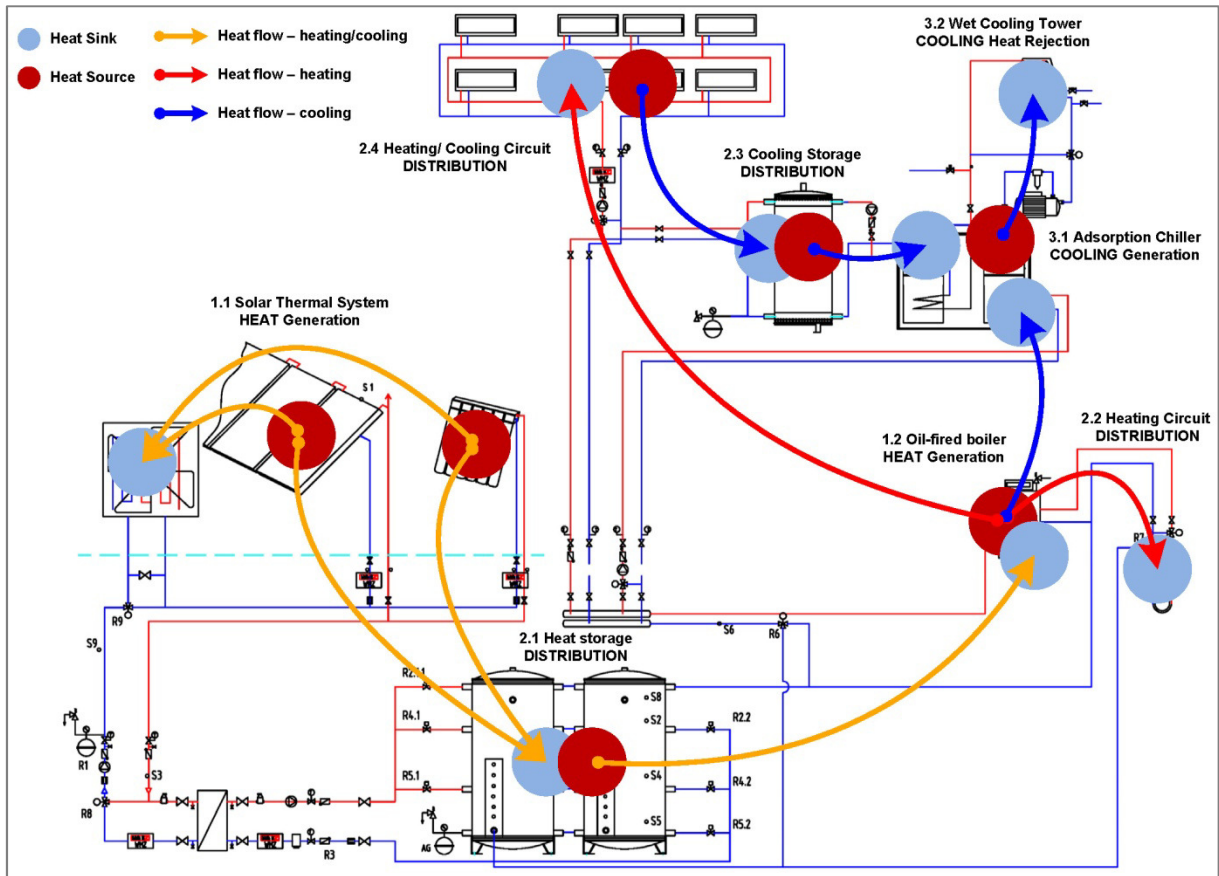 Heat Sink
Heat flow – heating/cooling
Heat Source
Heat flow – heating
Heat flow – cooling
3.2 Wet Cooling Tower
COOLING Heat Rejection
2.4 Heating/ Cooling Circuit
DISTRIBUTION
2.3 Cooling Storage
DISTRIBUTION
3.1 Adsorption Chiller
COOLING Generation
1.1 Solar Thermal System
HEAT Generation
S1
1.2 Oil-fired boiler
HEAT Generation
2.2 Heating Circuit
DISTRIBUTION
R7
R9
S9
S6
R6
2.1 Heat storage
DISTRIBUTION
R2.1
S8
S2
R2.2
R4.1
R1
S3
R5.1
S4
R4.2
R8
S5
R5.2
AG
R3